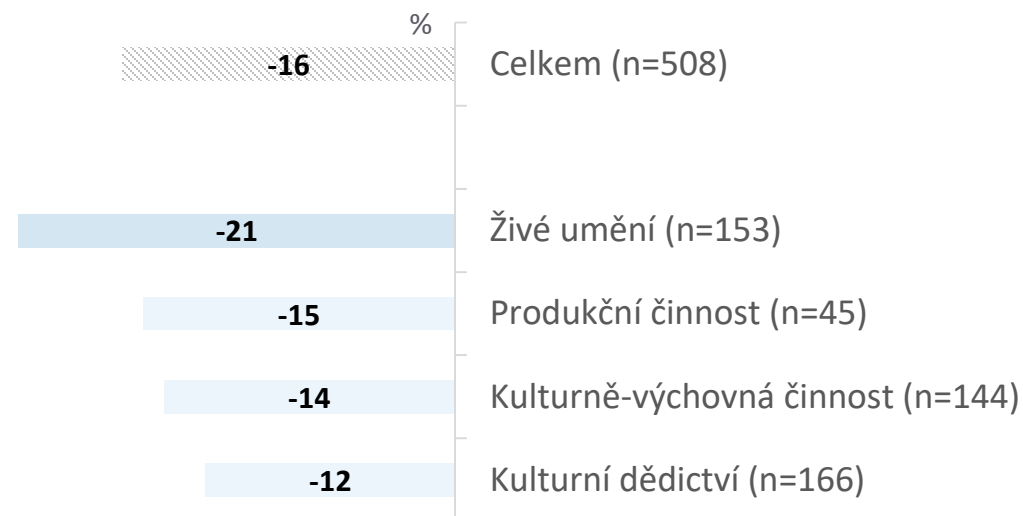 %
-16 Celkem (n=508)
-21 Živé umění (n=153)
-15 Produkční činnost (n=45)
-14 Kulturně-výchovná činnost (n=144)
-12 Kulturní dědictví (n=166)